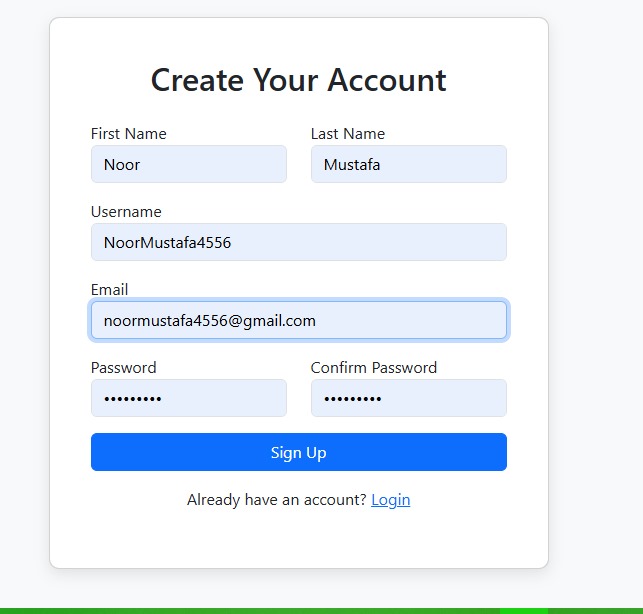 Create Your Account
First Name Last Name
Noor Mustafa
Username
NoorMustafa4556
Email
noormustafa4556@gmail.com
Password Confirm Password
••••••••• •••••••••
Sign Up
Already have an account? Login